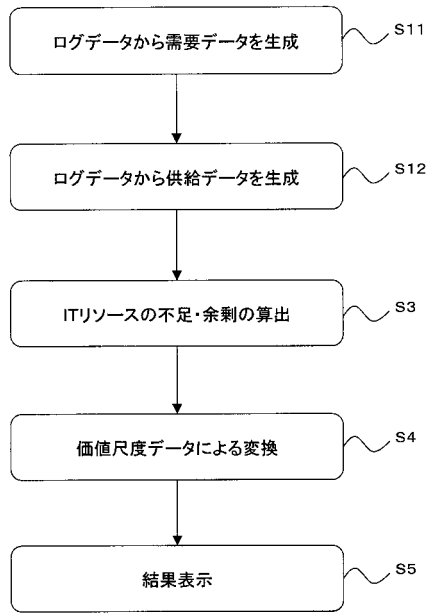 ログデータから需要データを生成
S11
ログデータから供給データを生成
S12
ITリソースの不足・余剰の算出
S3
価値尺度データによる変換
S4
結果表示
S5